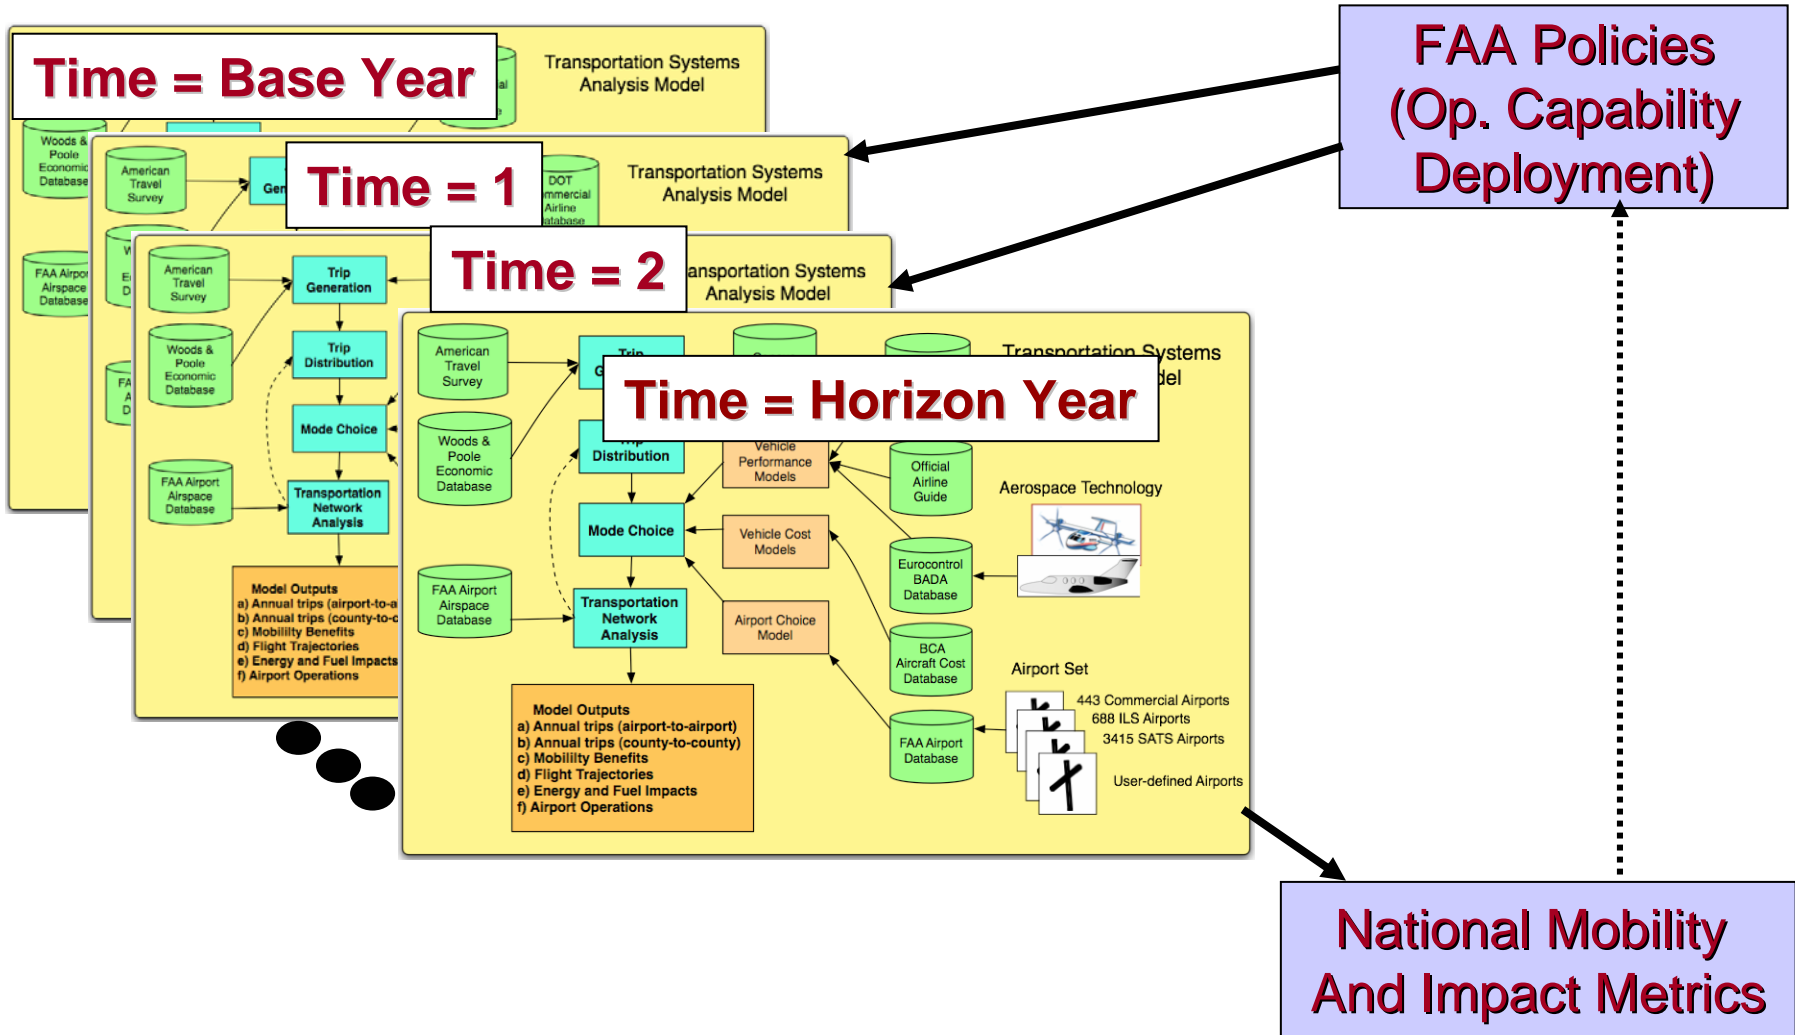 Time = Base Year
Transportation Systems
Analysis Model
Woods &
Poole
Economic
Database
FAA Airport
Airspace
Database
Time = 1
American
Travel
Survey
DOT
Airline
Transportation Systems
Analysis Model
Time = 2
American
Travel
Survey
Trip
Generation
Analysis Model
Woods &
Poole
Economic
Database
Trip
Distribution
Mode Choice
FAA Airport
Airspace
Database
Transportation
Network
Analysis
Model Outputs
a) Annual trips (airport-to-a
b) Annual trips (county-to-c
c) Mobililty Benefits
d) Flight Trajectories
e) Energy and Fuel Impacts
f) Airport Operations
Time = Horizon Year
Transportation Systems
American
Travel
Survey
Trip
Woods &
Poole
Economic
Database
Trip
Distribution
Vehicle
Performance
Models
Official
Airline
Guide
Aerospace Technology
Mode Choice
Vehicle Cost
Models
Eurocontrol
BADA
Database
FAA Airport
Airspace
Database
Transportation
Network
Analysis
Airport Choice
Model
BCA
Aircraft Cost
Database
Airport Set
443 Commercial Airports
688 ILS Airports
3415 SATS Airports
User-defined Airports
FAA Airport
Database
Model Outputs
a) Annual trips (airport-to-airport)
b) Annual trips (county-to-county)
c) Mobililty Benefits
d) Flight Trajectories
e) Energy and Fuel Impacts
f) Airport Operations
FAA Policies
(Op. Capability
Deployment)
National Mobility
And Impact Metrics